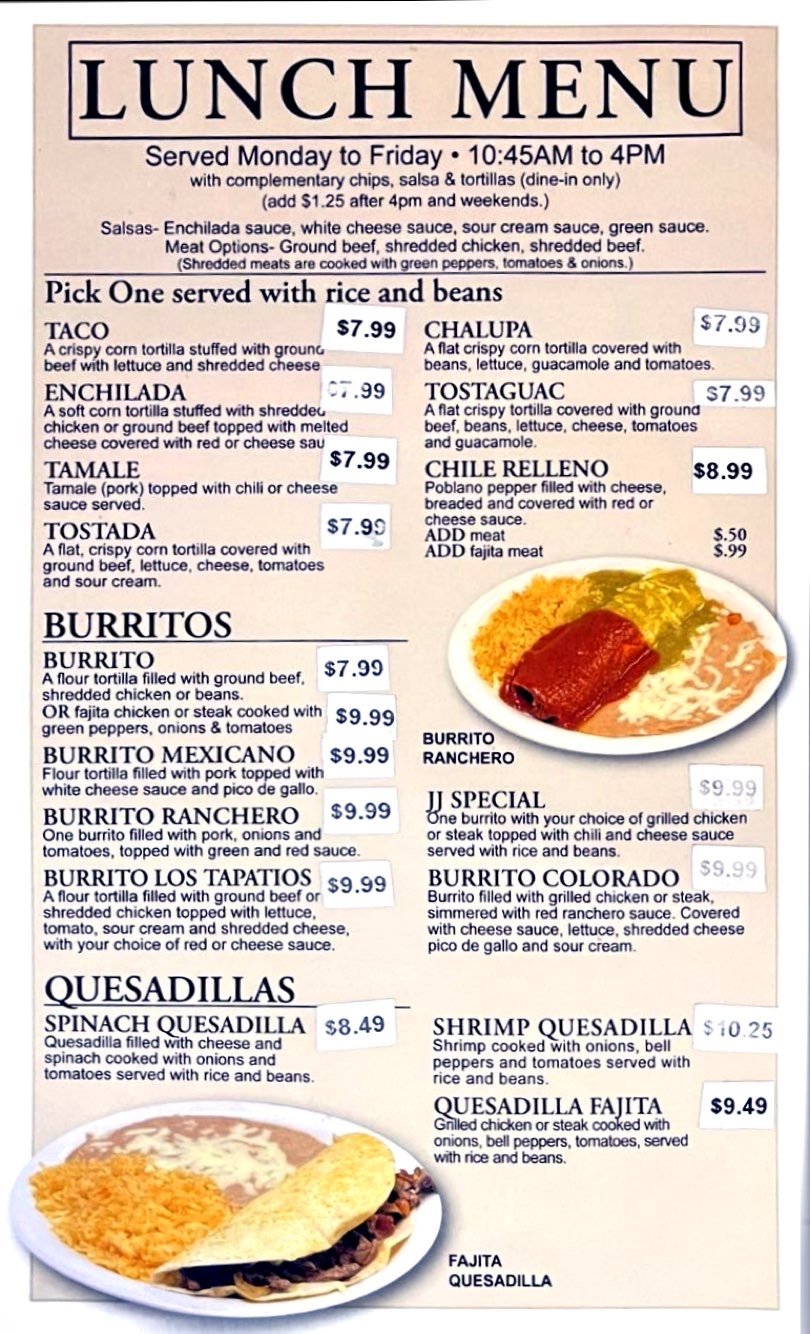 LUNCH MENU
Served Monday to Friday • 10:45AM to 4PM
with complementary chips, salsa & tortillas (dine-in only)
(add $1.25 after 4pm and weekends.)
Salsas- Enchilada sauce, white cheese sauce, sour cream sauce, green sauce.
Meat Options- Ground beef, shredded chicken, shredded beef.
(Shredded meats are cooked with green peppers, tomatoes & onions.)
Pick One served with rice and beans
TACO $7.99
A crispy corn tortilla stuffed with ground
beef with lettuce and shredded cheese
ENCHILADA $7.99
A soft corn tortilla stuffed with shredded
chicken or ground beef topped with melted
cheese covered with red or cheese sau
TAMALE $7.99
Tamale (pork) topped with chili or cheese
sauce served.
TOSTADA $7.99
A flat, crispy corn tortilla covered with
ground beef, lettuce, cheese, tomatoes
and sour cream.
CHALUPA $7.99
A flat crispy corn tortilla covered with
beans, lettuce, guacamole and tomatoes.
TOSTAGUAC $7.99
A flat crispy tortilla covered with ground
beef, beans, lettuce, cheese, tomatoes
and guacamole.
CHILE RELLENO $8.99
Poblano pepper filled with cheese,
breaded and covered with red or
cheese sauce.
ADD meat $.50
ADD fajita meat $.99
BURRITOS
BURRITO $7.99
A flour tortilla filled with ground beef,
shredded chicken or beans.
OR fajita chicken or steak cooked with $9.99
green peppers, onions & tomatoes
BURRITO MEXICANO $9.99
Flour tortilla filled with pork topped with
white cheese sauce and pico de gallo.
BURRITO RANCHERO $9.99
One burrito filled with pork, onions and
tomatoes, topped with green and red sauce.
BURRITO LOS TAPATIOS $9.99
A flour tortilla filled with ground beef or
shredded chicken topped with lettuce,
tomato, sour cream and shredded cheese,
with your choice of red or cheese sauce.
BURRITO
RANCHERO
JJ SPECIAL $9.99
One burrito with your choice of grilled chicken
or steak topped with chili and cheese sauce
served with rice and beans.
BURRITO COLORADO $9.99
Burrito filled with grilled chicken or steak,
simmered with red ranchero sauce. Covered
with cheese sauce, lettuce, shredded cheese
pico de gallo and sour cream.
QUESADILLAS
SPINACH QUESADILLA $8.49
Quesadilla filled with cheese and
spinach cooked with onions and
tomatoes served with rice and beans.
SHRIMP QUESADILLA $10.25
Shrimp cooked with onions, bell
peppers and tomatoes served with
rice and beans.
QUESADILLA FAJITA $9.49
Grilled chicken or steak cooked with
onions, bell peppers, tomatoes, served
with rice and beans.
FAJITA
QUESADILLA